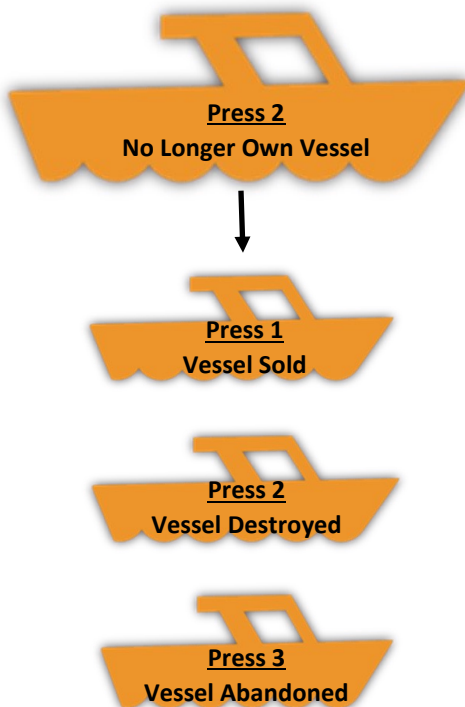 Press 2
No Longer Own Vessel
Press 1
Vessel Sold
Press 2
Vessel Destroyed
Press 3
Vessel Abandoned